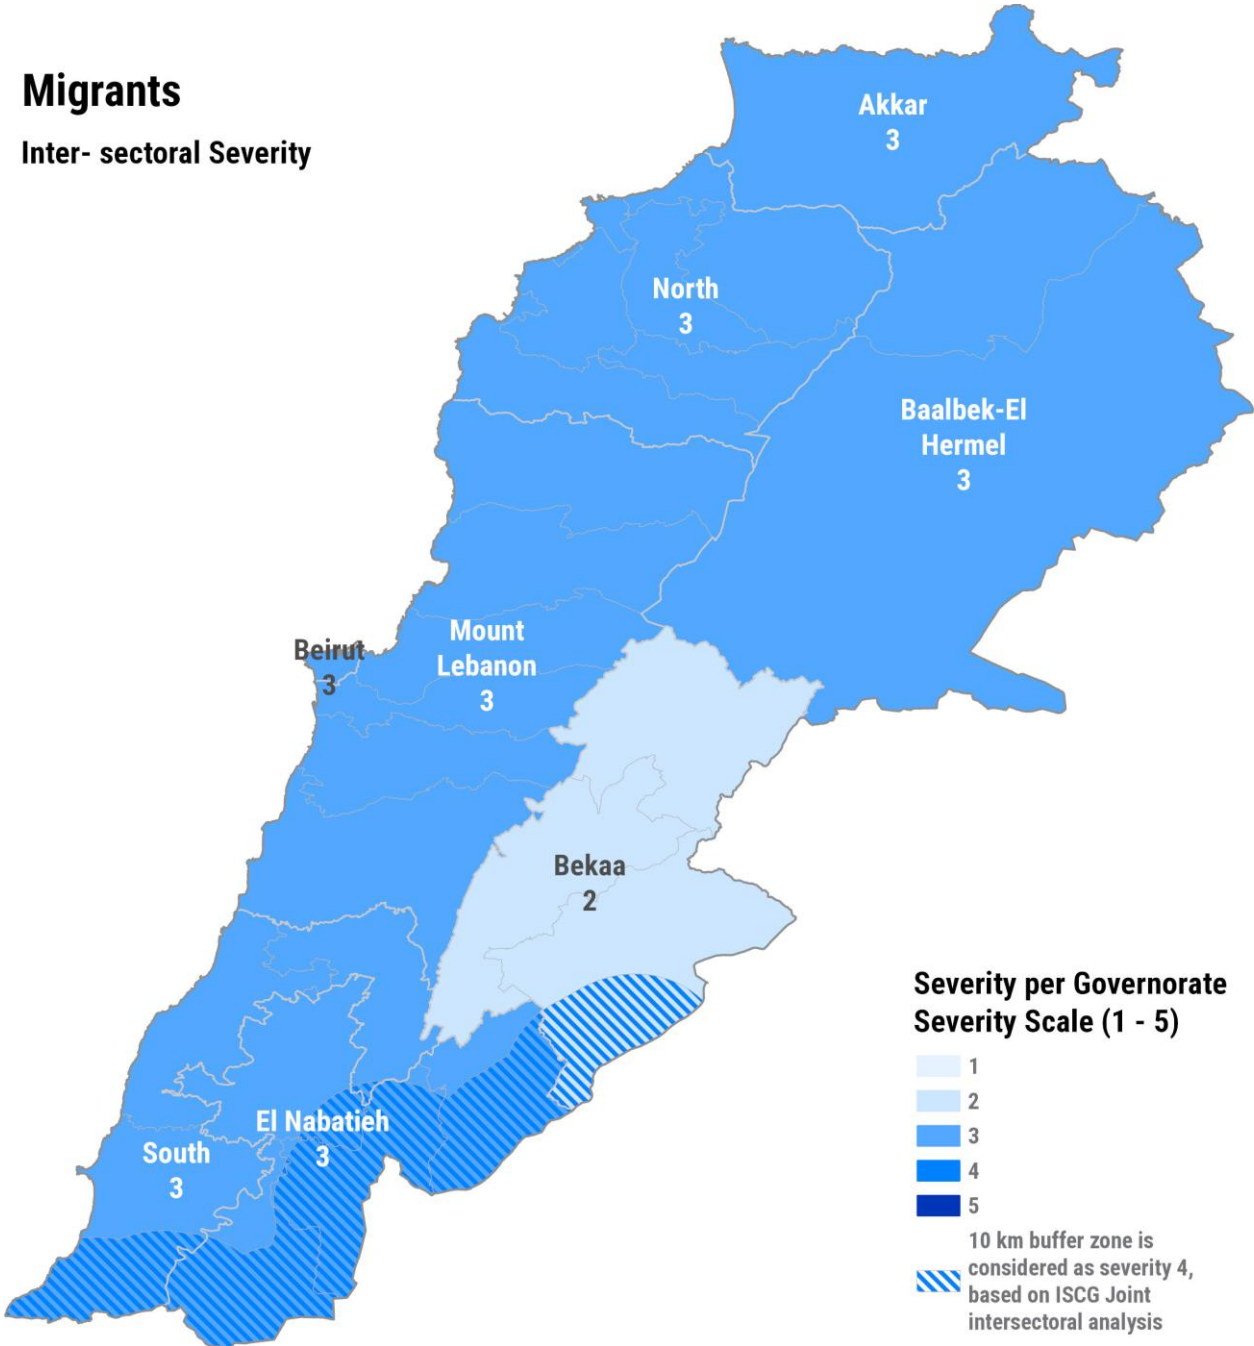 Migrants
Inter- sectoral Severity
Akkar
3
North
3
Baalbek-El
Hermel
3
Beirut
3
Mount
Lebanon
3
Bekaa
2
El Nabatieh
3
South
3
Severity per Governorate
Severity Scale (1 - 5)
1
2
3
4
5
10 km buffer zone is
considered as severity 4,
based on ISCG Joint
intersectoral analysis